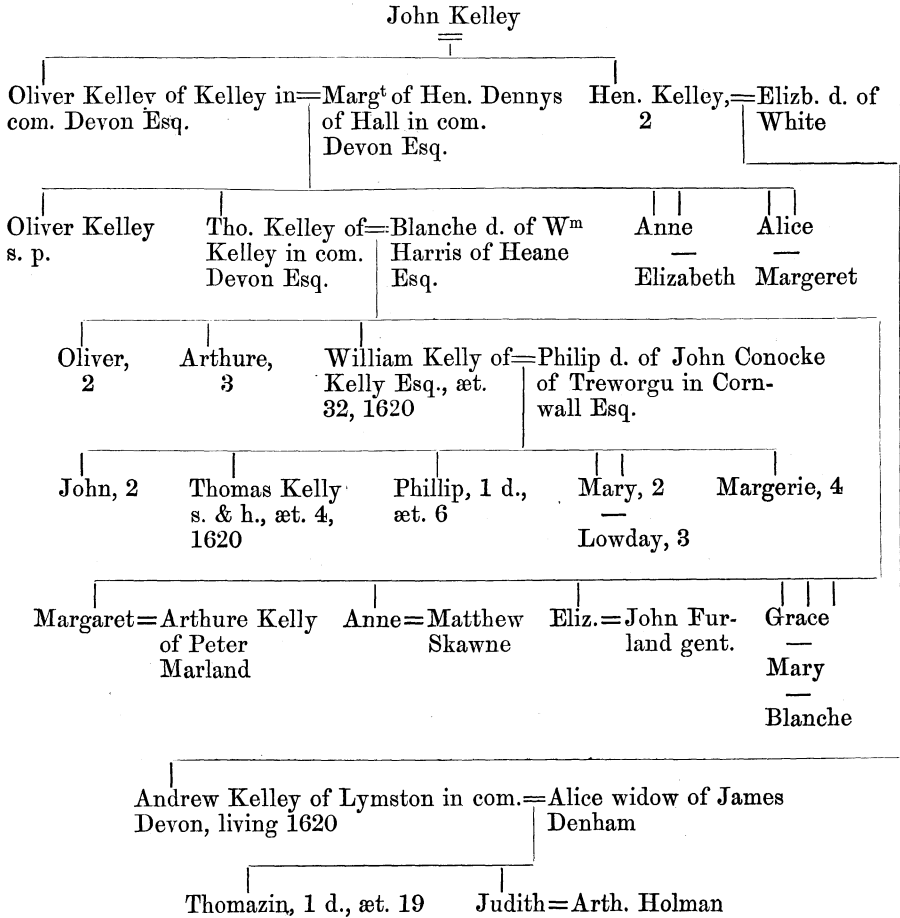 John Kelley
Oliver Kelley of Kelley in=Margᵗ of Hen. Dennys Hen. Kelley,=Elizb. d. of
com. Devon Esq. of Hall in com. 2 White
Devon Esq.
Oliver Kelley Tho. Kelley of=Blanche d. of Wᵐ Anne Alice
s. p. Kelley in com. Harris of Heane — —
Devon Esq. Esq. Elizabeth Margeret
Oliver, Arthure, William Kelly of=Philip d. of John Conocke
2 3 Kelly Esq., æt. of Treworgu in Corn-
32, 1620 wall Esq.
John, 2 Thomas Kelly Phillip, 1 d., Mary, 2 Margerie, 4
s. & h., æt. 4, æt. 6 —
1620 Lowday, 3
Margaret=Arthure Kelly Anne=Matthew Eliz.=John Fur- Grace
of Peter Skawne land gent. —
Marland Mary
—
Blanche
Andrew Kelley of Lymston in com.=Alice widow of James
Devon, living 1620 Denham
Thomazin, 1 d., æt. 19 Judith=Arth. Holman